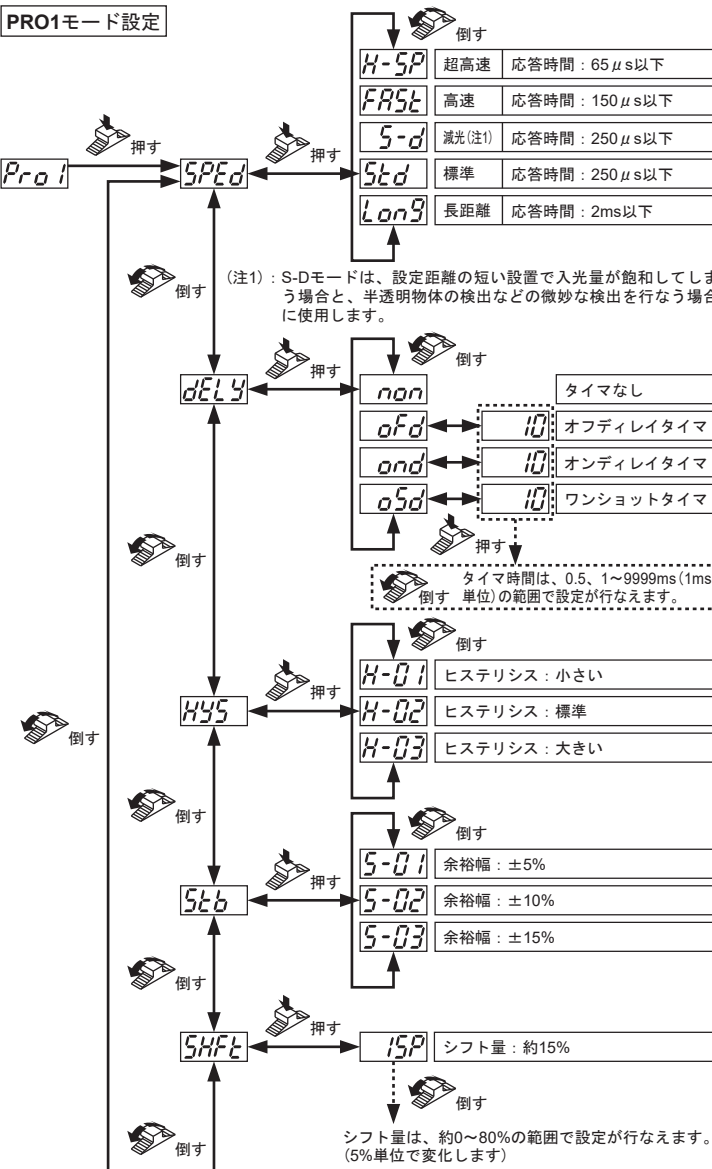 PRO1モード設定
倒す
H-SP 超高速 応答時間：65μs以下
FASt 高速 応答時間：150μs以下
S-d 減光(注1) 応答時間：250μs以下
Std 標準 応答時間：250μs以下
Long 長距離 応答時間：2ms以下
押す
押す
Pro1
SPEd
(注1)：S-Dモードは、設定距離の短い設置で入光量が飽和してしま
う場合と、半透明物体の検出などの微妙な検出を行なう場合
に使用します。
倒す
倒す
押す
dELY
non タイマなし
oFd 10 オフディレイタイマ
ond 10 オンディレイタイマ
oSd 10 ワンショットタイマ
押す
倒す
タイマ時間は、0.5、1～9999ms(1ms
単位)の範囲で設定が行なえます。
倒す
倒す
押す
HYS
H-01 ヒステリシス：小さい
H-02 ヒステリシス：標準
H-03 ヒステリシス：大きい
倒す
倒す
倒す
押す
Stb
S-01 余裕幅：±5%
S-02 余裕幅：±10%
S-03 余裕幅：±15%
倒す
押す
SHFt
15P シフト量：約15%
倒す
倒す
シフト量は、約0～80%の範囲で設定が行なえます。
(5%単位で変化します)